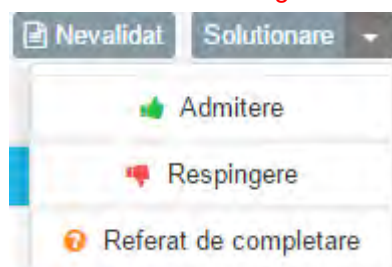 Nevalidat Solutionare
Admitere
Respingere
Referat de completare